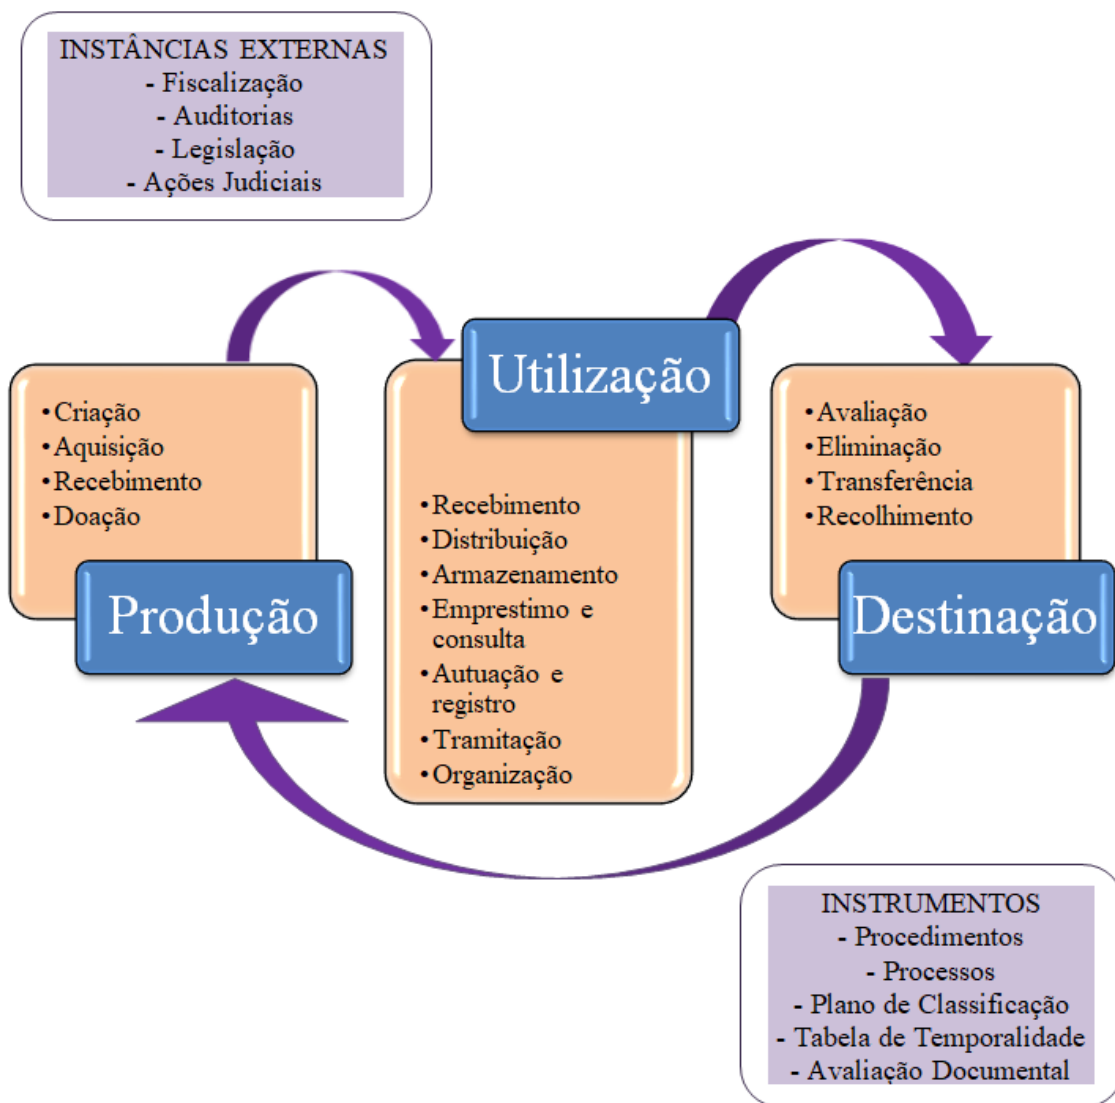 INSTÂNCIAS EXTERNAS
- Fiscalização
- Auditorias
- Legislação
- Ações Judiciais
•Criação
•Aquisição
•Recebimento
•Doação
Produção
Utilização
•Recebimento
•Distribuição
•Armazenamento
•Emprestimo e
consulta
•Autuação e
registro
•Tramitação
•Organização
•Avaliação
•Eliminação
•Transferência
•Recolhimento
Destinação
INSTRUMENTOS
- Procedimentos
- Processos
- Plano de Classificação
- Tabela de Temporalidade
- Avaliação Documental